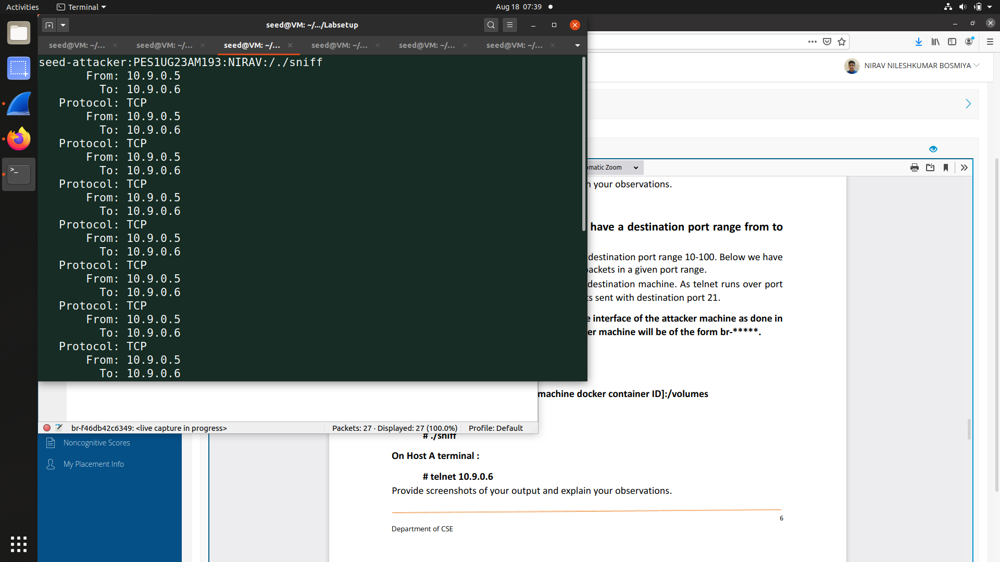 Activities
Terminal
Aug 18 07:39
seed@VM: ~/.../Labsetup
seed@VM: ~/...
seed@VM: ~/...
seed@VM: ~/...
seed@VM: ~/...
seed@VM: ~/...
seed@VM: ~/...
seed-attacker:PES1UG23AM193:NIRAV:/./sniff
From: 10.9.0.5
To: 10.9.0.6
Protocol: TCP
From: 10.9.0.5
To: 10.9.0.6
Protocol: TCP
From: 10.9.0.5
To: 10.9.0.6
Protocol: TCP
From: 10.9.0.5
To: 10.9.0.6
Protocol: TCP
From: 10.9.0.5
To: 10.9.0.6
Protocol: TCP
From: 10.9.0.5
To: 10.9.0.6
Protocol: TCP
From: 10.9.0.5
To: 10.9.0.6
Protocol: TCP
From: 10.9.0.5
To: 10.9.0.6
NIRAV NILESHKUMAR BOSMIYA
omatic Zoom
n your observations.
have a destination port range from to
destination port range 10-100. Below we have
packets in a given port range.
destination machine. As telnet runs over port
ts sent with destination port 21.
e interface of the attacker machine as done in
er machine will be of the form br-*****.
machine docker container ID]:/volumes
br-f46db42c6349: <live capture in progress>
Packets: 27 · Displayed: 27 (100.0%)
Profile: Default
# ./sniff
On Host A terminal :
# telnet 10.9.0.6
Provide screenshots of your output and explain your observations.
6
Department of CSE
Noncognitive Scores
My Placement Info